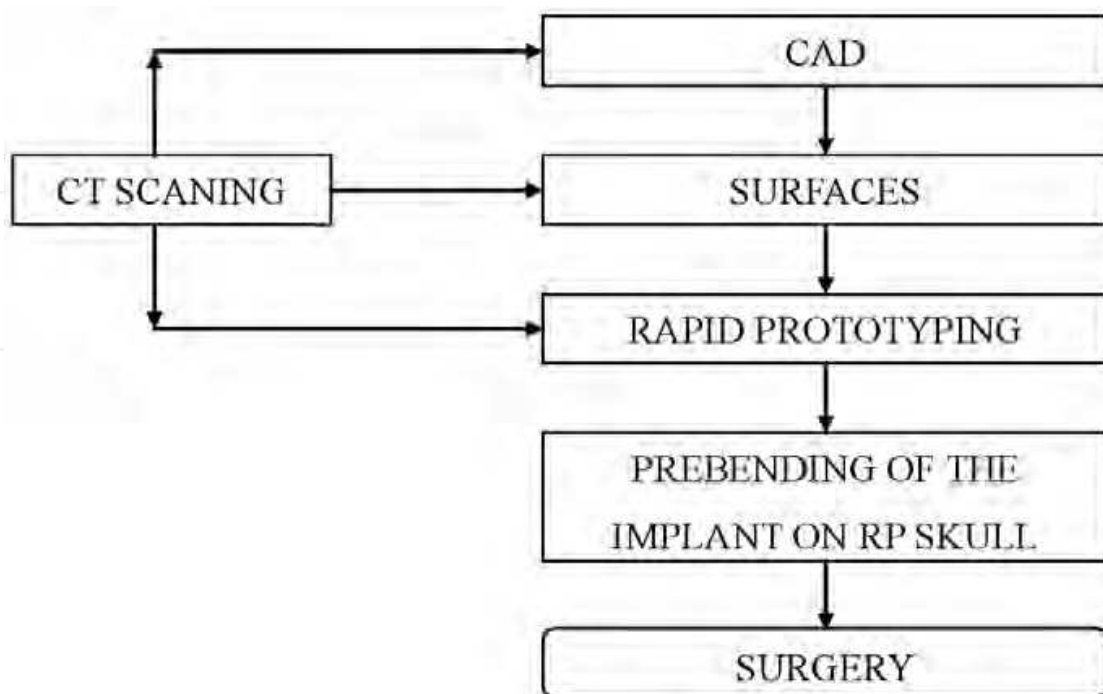 CAD
CT SCANING
SURFACES
RAPID PROTOTYPING
PREBENDING OF THE
IMPLANT ON RP SKULL
SURGERY